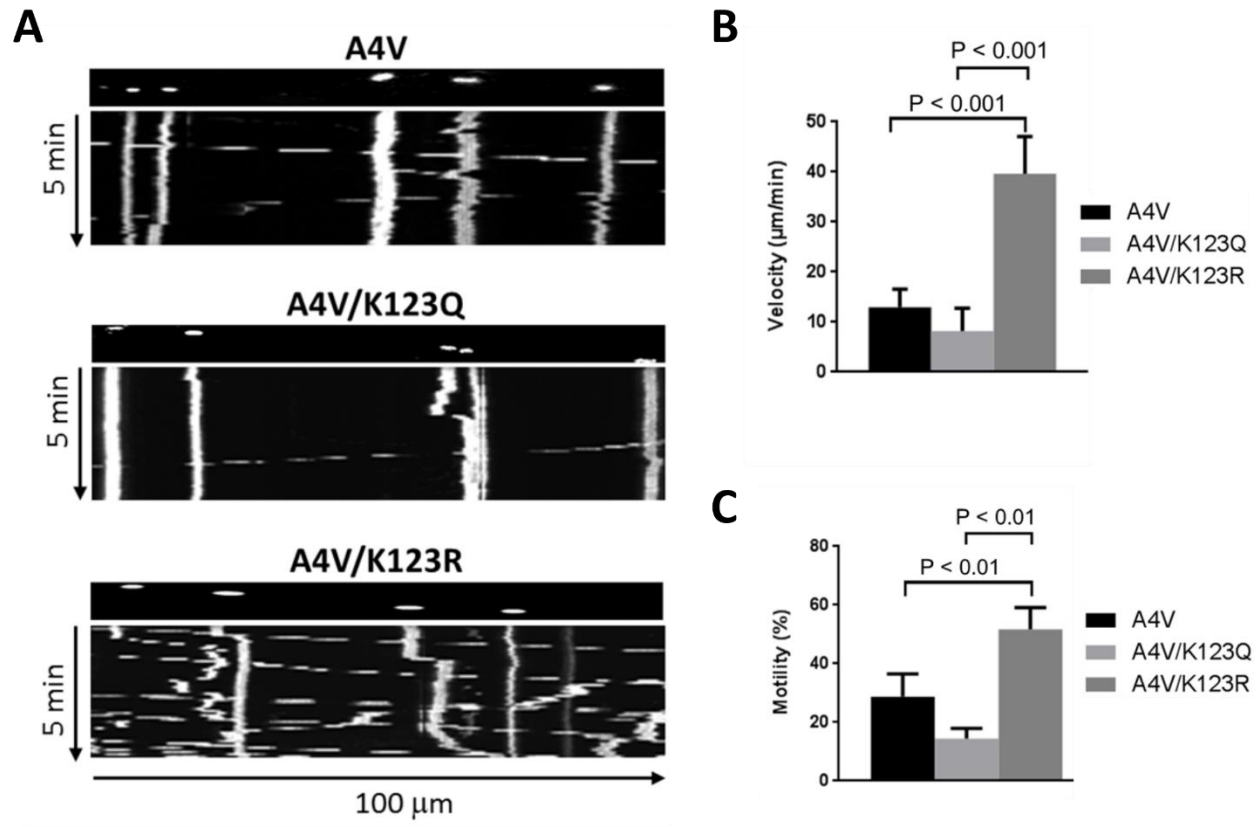 A
A4V
5 min
A4V/K123Q
5 min
A4V/K123R
5 min
100 μm
B
P < 0.001
P < 0.001
50
40
30
20
10
0
Velocity (μm/min)
A4V
A4V/K123Q
A4V/K123R
C
P < 0.01
P < 0.01
80
60
40
20
0
Motility (%)
A4V
A4V/K123Q
A4V/K123R